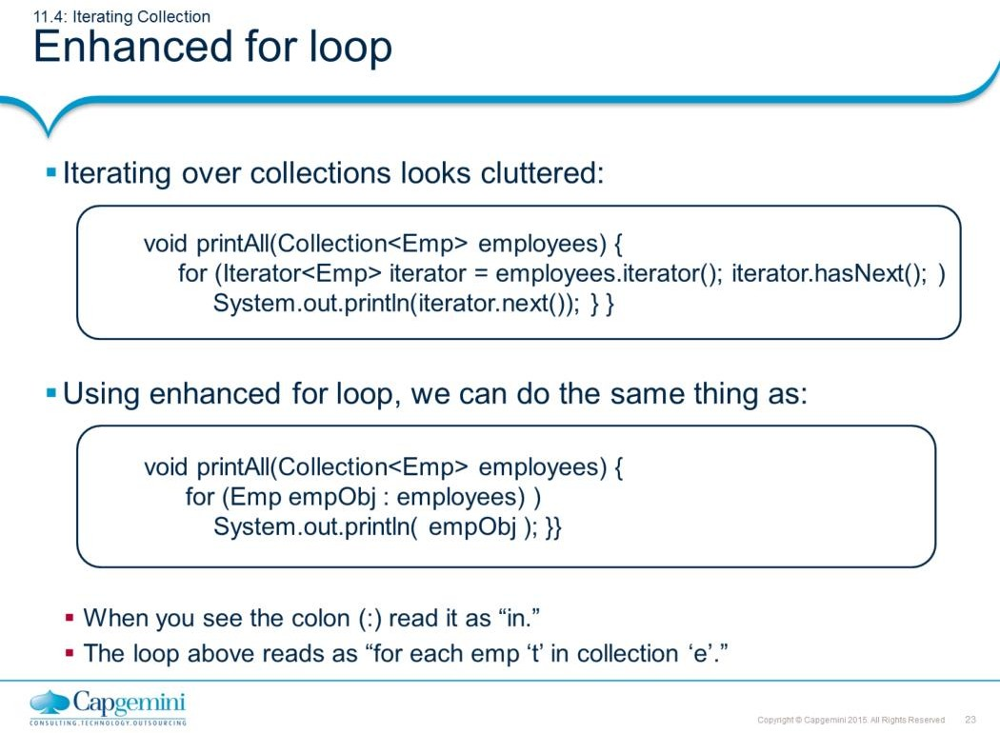 11.4: Iterating Collection
Enhanced for loop
Iterating over collections looks cluttered:
void printAll(Collection<Emp> employees) {
for (Iterator<Emp> iterator = employees.iterator(); iterator.hasNext(); )
System.out.println(iterator.next()); } }
Using enhanced for loop, we can do the same thing as:
void printAll(Collection<Emp> employees) {
for (Emp empObj : employees) )
System.out.println( empObj ); }}
When you see the colon (:) read it as “in.”
The loop above reads as “for each emp ‘t’ in collection ‘e’.”
Capgemini
CONSULTING.TECHNOLOGY.OUTSOURCING
Copyright © Capgemini 2015. All Rights Reserved 23